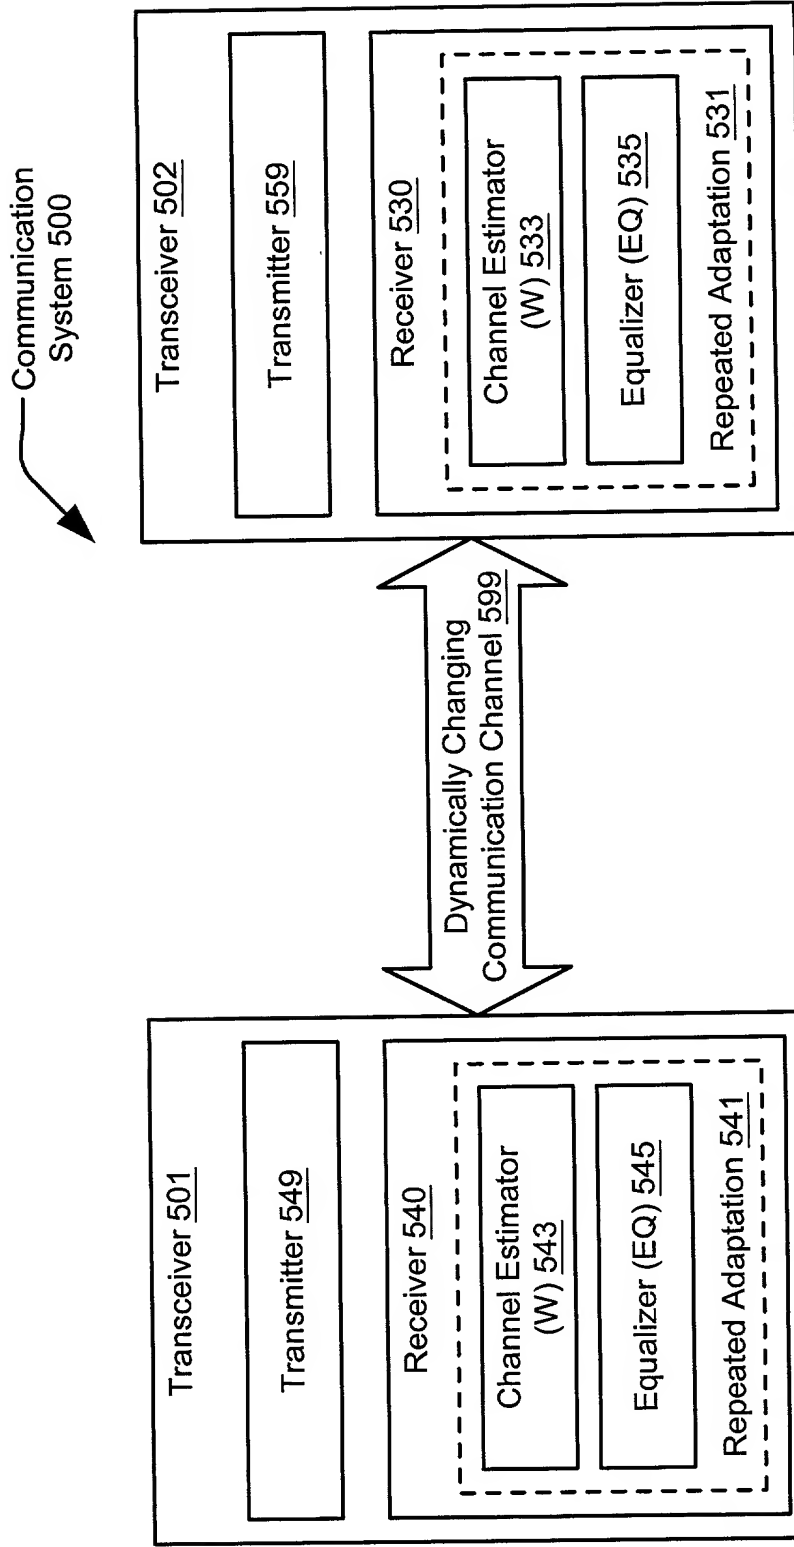 Communication
System 500
Transceiver 501
Transmitter 549
Receiver 540
Channel Estimator
(W) 543
Equalizer (EQ) 545
Repeated Adaptation 541
Dynamically Changing
Communication Channel 599
Transceiver 502
Transmitter 559
Receiver 530
Channel Estimator
(W) 533
Equalizer (EQ) 535
Repeated Adaptation 531